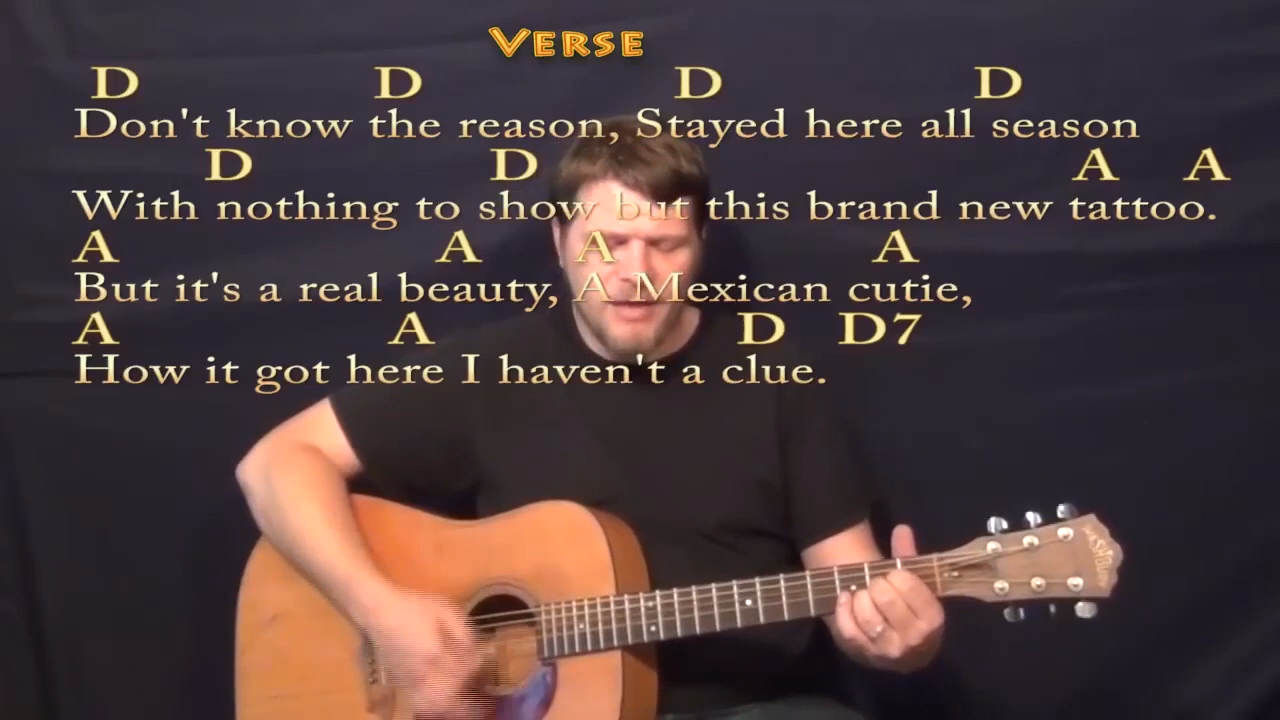 VERSE
D D D D
Don't know the reason, Stayed here all season
D D A A
With nothing to show but this brand new tattoo.
A A A A
But it's a real beauty, A Mexican cutie,
A A D D7
How it got here I haven't a clue.
WASHBURN